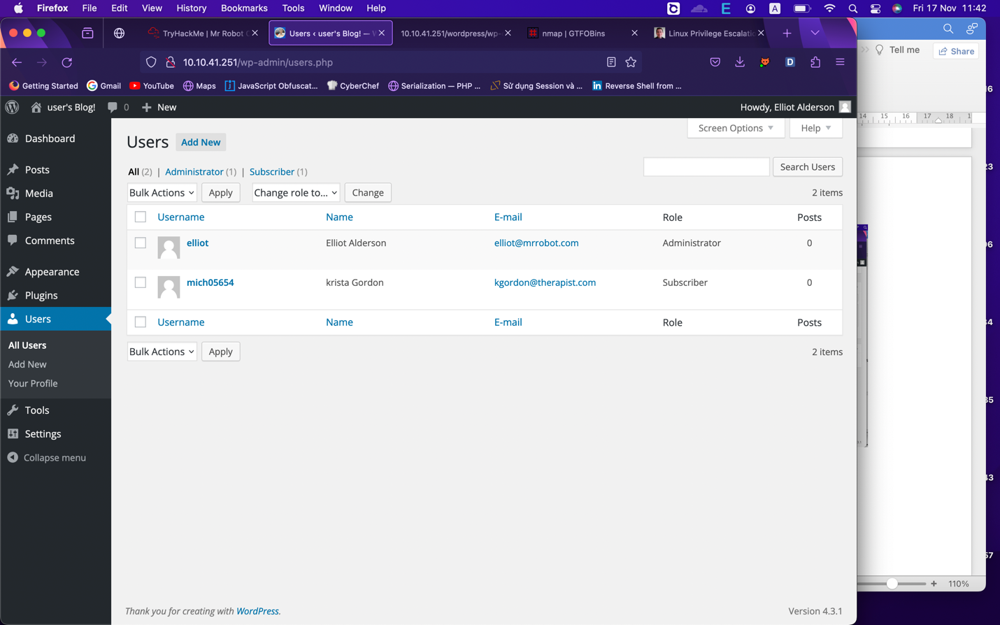 Firefox File Edit View History Bookmarks Tools Window Help A Fri 17 Nov 11:42
TryHackMe | Mr Robot Users ‹ user's Blog! — 10.10.41.251/wordpress/wp- nmap | GTFOBins Linux Privilege Escalatio
10.10.41.251/wp-admin/users.php
Getting Started Gmail YouTube Maps JavaScript Obfuscat... CyberChef Serialization — PHP ... Sử dụng Session và ... Reverse Shell from ...
Tell me Share
user's Blog! 0 New Howdy, Elliot Alderson
14 15 16 17 18
Dashboard
Posts
Media
Pages
Comments
Appearance
Plugins
Users
All Users
Add New
Your Profile
Tools
Settings
Collapse menu
Screen Options Help
Users Add New
All (2) | Administrator (1) | Subscriber (1)
Search Users
Bulk Actions Apply Change role to... Change 2 items
Username Name E-mail Role Posts
elliot Elliot Alderson elliot@mrrobot.com Administrator 0
mich05654 krista Gordon kgordon@therapist.com Subscriber 0
Username Name E-mail Role Posts
Bulk Actions Apply 2 items
Thank you for creating with WordPress. Version 4.3.1
110%